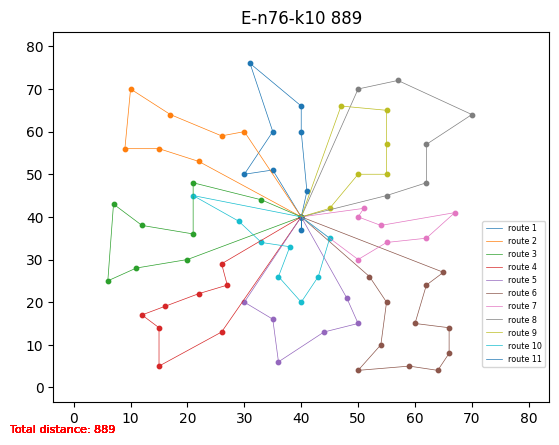 E-n76-k10 889
80
70
60
50
40
30
20
10
0
0 10 20 30 40 50 60 70 80
route 1
route 2
route 3
route 4
route 5
route 6
route 7
route 8
route 9
route 10
route 11
Total distance: 889